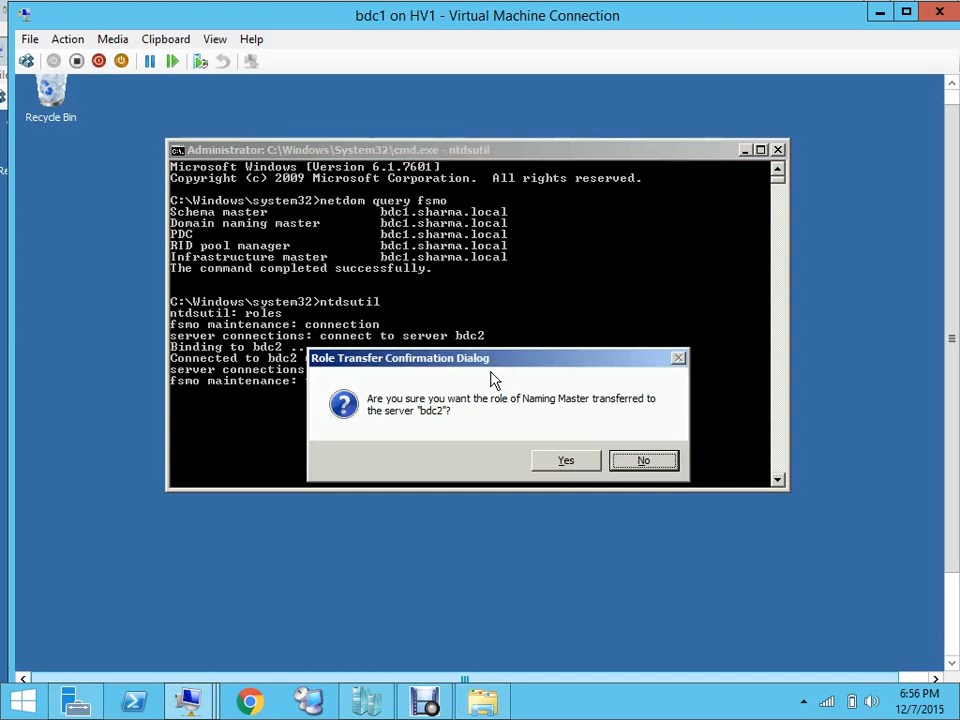 bdc1 on HV1 - Virtual Machine Connection
File Action Media Clipboard View Help
Recycle Bin
Administrator: C:\Windows\System32\cmd.exe - ntdsutil
Microsoft Windows [Version 6.1.7601]
Copyright (c) 2009 Microsoft Corporation.  All rights reserved.
C:\Windows\system32>netdom query fsmo
Schema master               bdc1.sharma.local
Domain naming master        bdc1.sharma.local
PDC                         bdc1.sharma.local
RID pool manager            bdc1.sharma.local
Infrastructure master       bdc1.sharma.local
The command completed successfully.
C:\Windows\system32>ntdsutil
ntdsutil: roles
fsmo maintenance: connection
server connections: connect to server bdc2
Binding to bdc2 ...
Connected to bdc2
server connections
fsmo maintenance:
Role Transfer Confirmation Dialog
Are you sure you want the role of Naming Master transferred to
the server "bdc2"?
Yes No
6:56 PM
12/7/2015